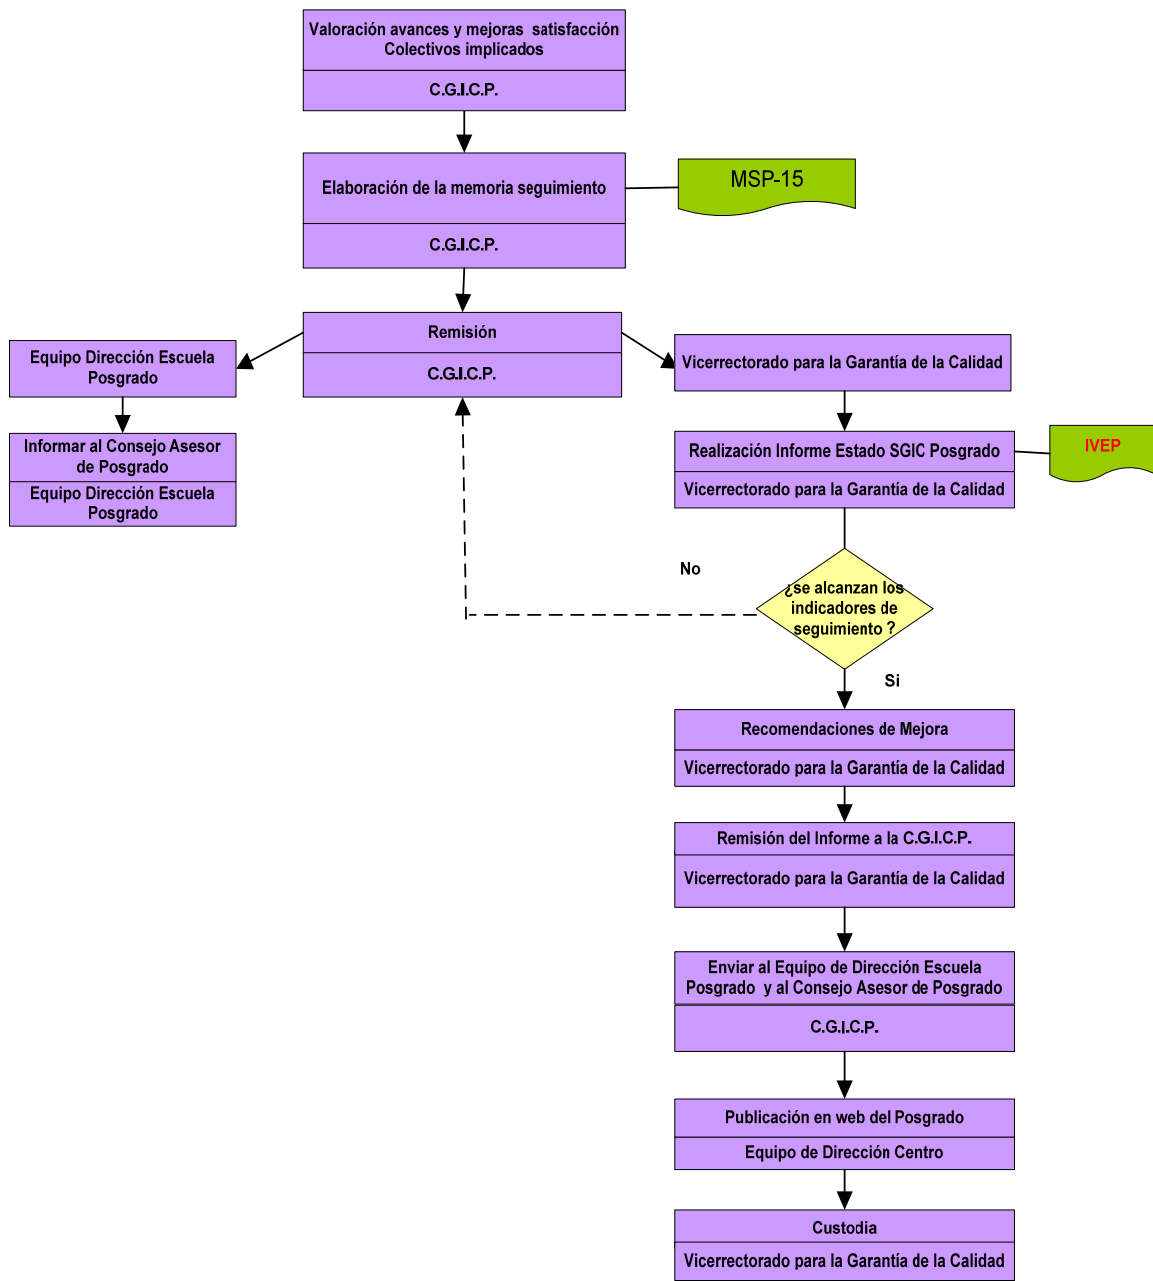 Valoración avances y mejoras satisfacción
Colectivos implicados
C.G.I.C.P.
Elaboración de la memoria seguimiento
C.G.I.C.P.
MSP-15
Remisión
C.G.I.C.P.
Equipo Dirección Escuela
Posgrado
Informar al Consejo Asesor
de Posgrado
Equipo Dirección Escuela
Posgrado
Vicerrectorado para la Garantía de la Calidad
Realización Informe Estado SGIC Posgrado
Vicerrectorado para la Garantía de la Calidad
IVEP
No
¿se alcanzan los
indicadores de
seguimiento ?
Si
Recomendaciones de Mejora
Vicerrectorado para la Garantía de la Calidad
Remisión del Informe a la C.G.I.C.P.
Vicerrectorado para la Garantía de la Calidad
Enviar al Equipo de Dirección Escuela
Posgrado y al Consejo Asesor de Posgrado
C.G.I.C.P.
Publicación en web del Posgrado
Equipo de Dirección Centro
Custodia
Vicerrectorado para la Garantía de la Calidad